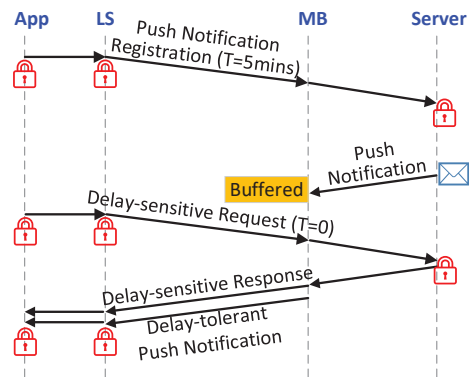 App LS MB Server
Push Notification
Registration (T=5mins)
Push
Notification
Buffered
Delay-sensitive Request (T=0)
Delay-sensitive Response
Delay-tolerant
Push Notification